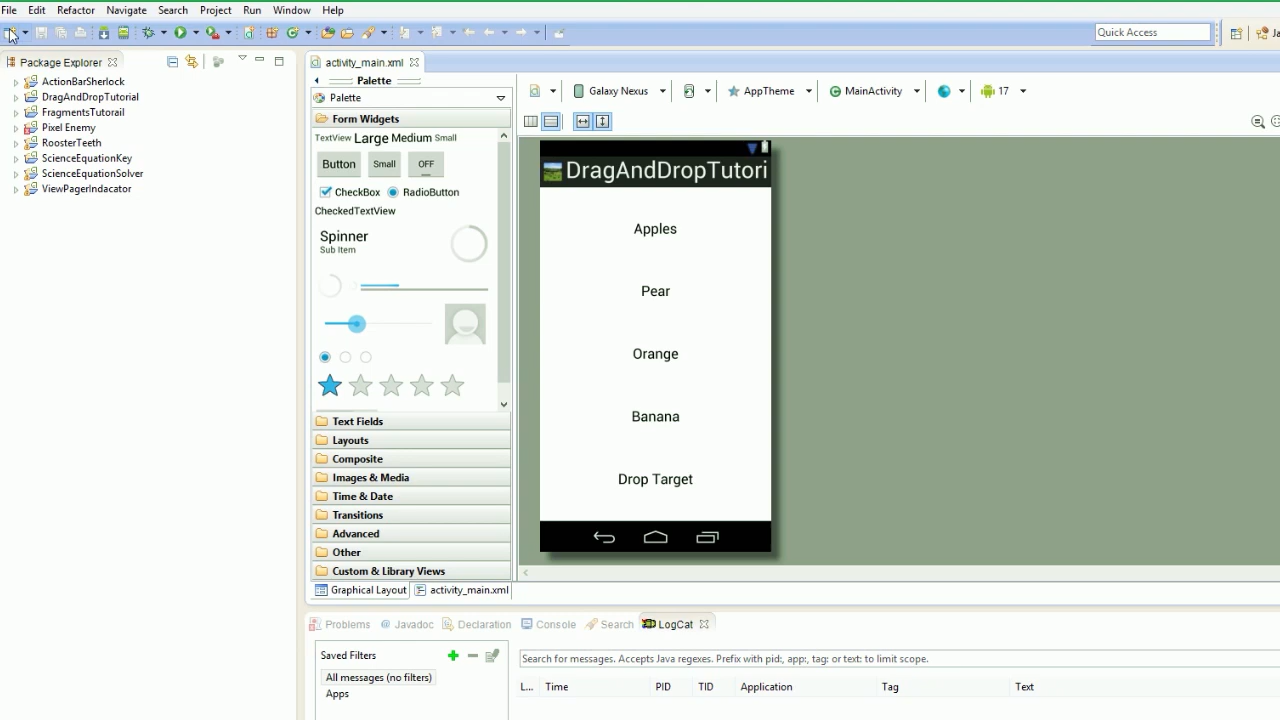 File Edit Refactor Navigate Search Project Run Window Help
Quick Access
Package Explorer
ActionBarSherlock
DragAndDropTutorial
FragmentsTutorail
Pixel Enemy
RoosterTeeth
ScienceEquationKey
ScienceEquationSolver
ViewPagerIndacator
activity_main.xml
Palette
Palette
Form Widgets
TextView Large Medium Small
Button Small OFF
CheckBox RadioButton
CheckedTextView
Spinner
Sub Item
Text Fields
Layouts
Composite
Images & Media
Time & Date
Transitions
Advanced
Other
Custom & Library Views
Graphical Layout activity_main.xml
Galaxy Nexus AppTheme MainActivity 17
DragAndDropTutori
Apples
Pear
Orange
Banana
Drop Target
Problems @ Javadoc Declaration Console Search LogCat
Saved Filters
All messages (no filters)
Apps
Search for messages. Accepts Java regexes. Prefix with pid:, app:, tag: or text: to limit scope.
L... Time PID TID Application Tag Text